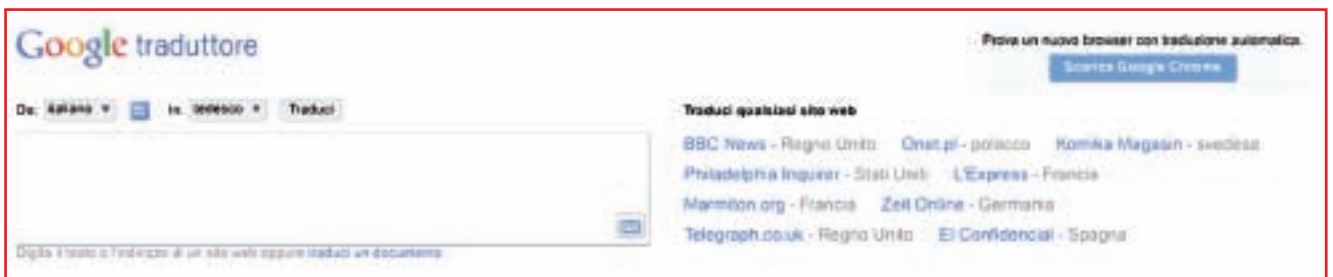 Google traduttore
Prova un nuovo browser con traduzione automatica.
Scarica Google Chrome
Da: italiano In: tedesco Traduci
Traduci qualsiasi sito web
BBC News - Regno Unito Onet.pl - polacco Komika Magasin - svedese
Philadelphia Inquirer - Stati Uniti L'Express - Francia
Marmiton.org - Francia Zeit Online - Germania
Telegraph.co.uk - Regno Unito El Confidencial - Spagna
Digita il testo o l'indirizzo di un sito web oppure traduci un documento.